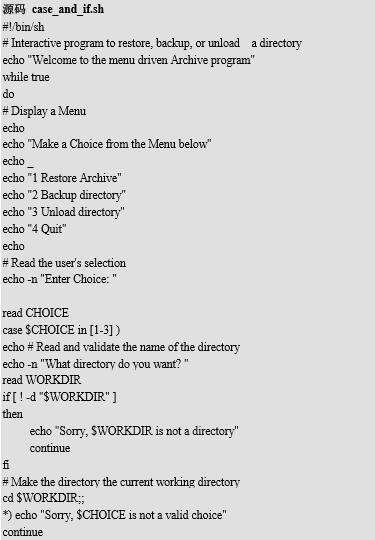 源码 case_and_if.sh
#!/bin/sh
# Interactive program to restore, backup, or unload    a directory
echo "Welcome to the menu driven Archive program"
while true
do
# Display a Menu
echo
echo "Make a Choice from the Menu below"
echo _
echo "1 Restore Archive"
echo "2 Backup directory"
echo "3 Unload directory"
echo "4 Quit"
echo
# Read the user's selection
echo -n "Enter Choice: "

read CHOICE
case $CHOICE in [1-3] )
echo # Read and validate the name of the directory
echo -n "What directory do you want? "
read WORKDIR
if [ ! -d "$WORKDIR" ]
then
        echo "Sorry, $WORKDIR is not a directory"
        continue
fi
# Make the directory the current working directory
cd $WORKDIR;;
*) echo "Sorry, $CHOICE is not a valid choice"
continue